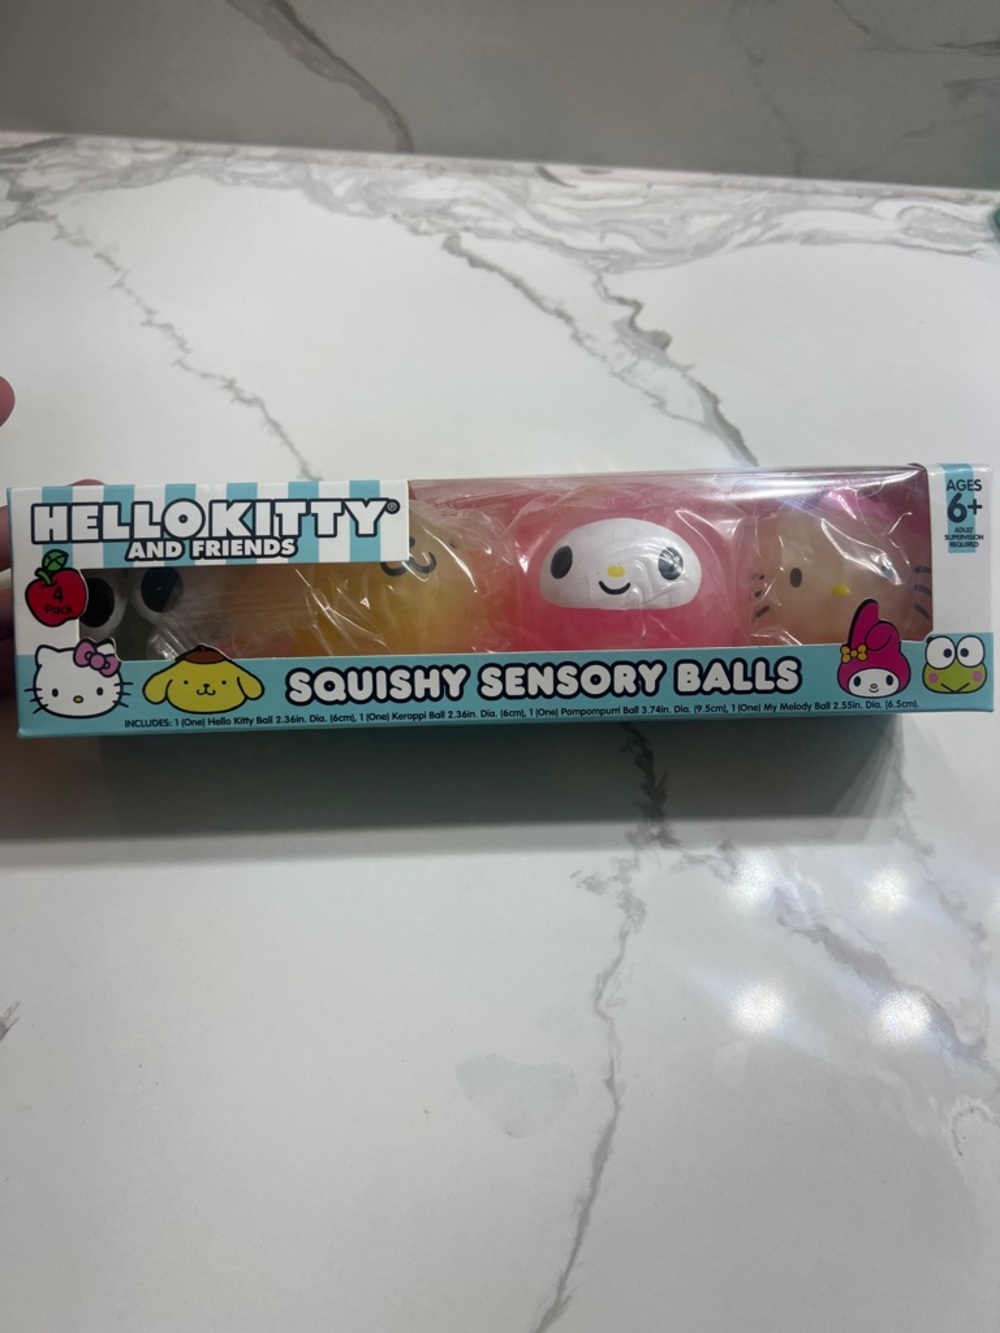 HELLO KITTY®
AND FRIENDS
4
Pack
AGES
6+
ADULT
SUPERVISION
REQUIRED
SQUISHY SENSORY BALLS
INCLUDES: 1 (One) Hello Kitty Ball 2.36in. Dia. (6cm), 1 (One) Keroppi Ball 2.36in. Dia. (6cm), 1 (One) Pompompurri Ball 3.74in. Dia. (9.5cm), 1 (One) My Melody Ball 2.55in. Dia. (6.5cm).